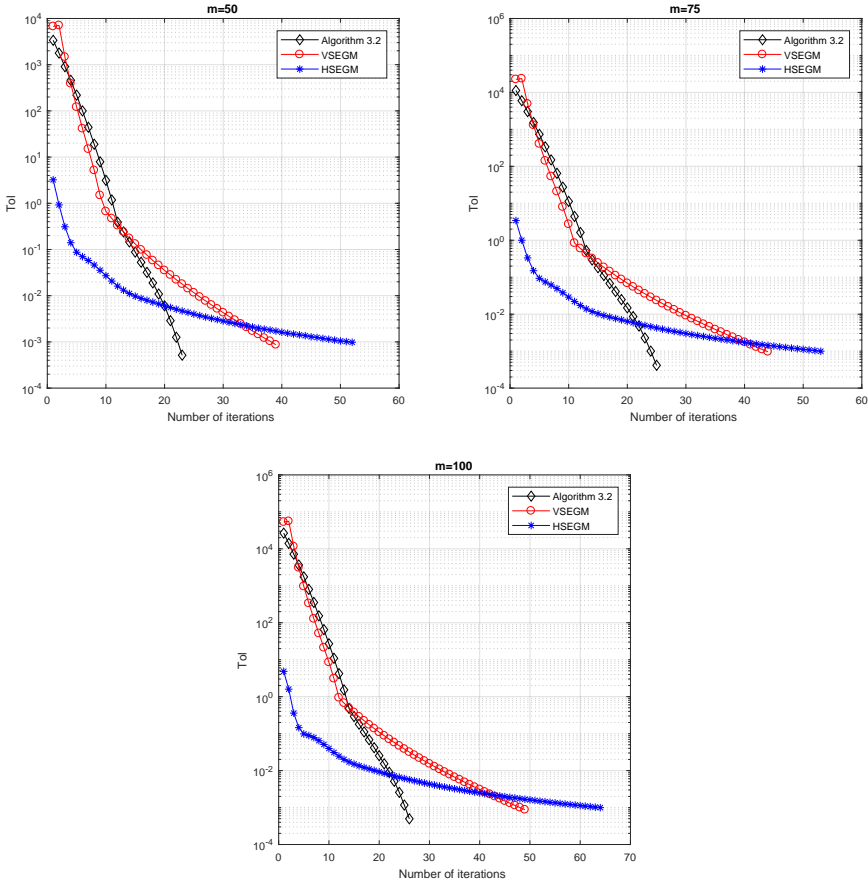 m=50
Tol
10^4
10^3
10^2
10^1
10^0
10^-1
10^-2
10^-3
10^-4
Algorithm 3.2
VSEGM
HSEGM
0 10 20 30 40 50 60
Number of iterations
m=75
Tol
10^6
10^4
10^2
10^0
10^-2
10^-4
Algorithm 3.2
VSEGM
HSEGM
0 10 20 30 40 50 60
Number of iterations
m=100
Tol
10^6
10^4
10^2
10^0
10^-2
10^-4
Algorithm 3.2
VSEGM
HSEGM
0 10 20 30 40 50 60 70
Number of iterations